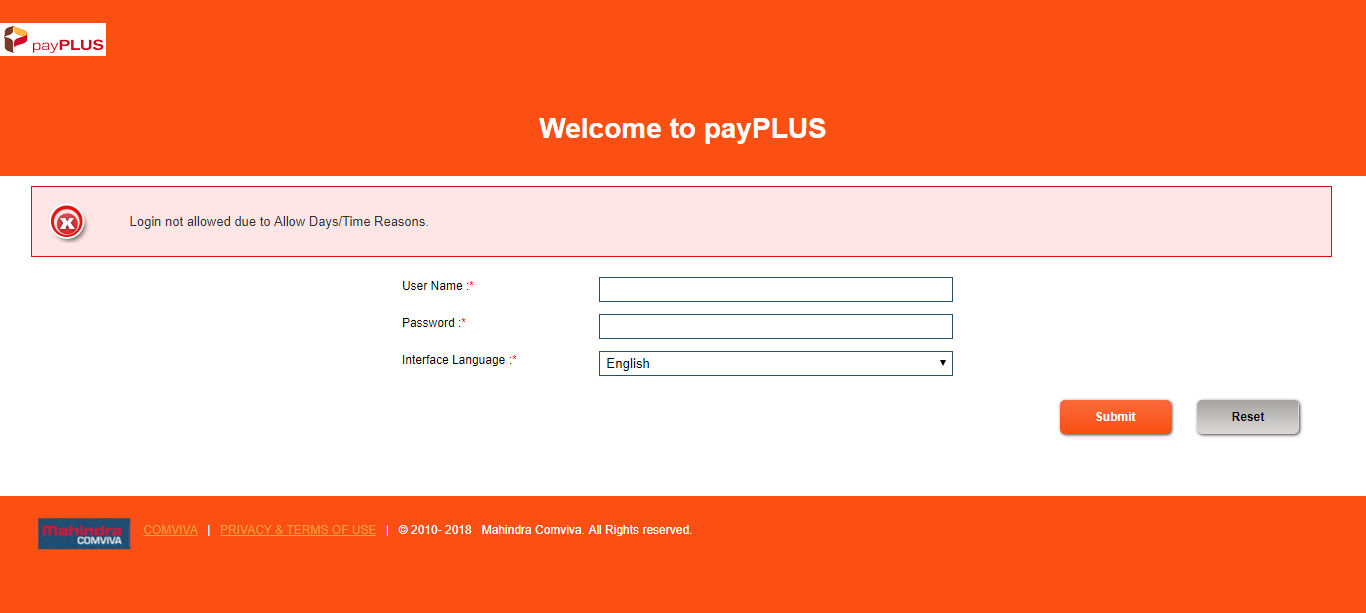 payPLUS
Welcome to payPLUS
Login not allowed due to Allow Days/Time Reasons.
User Name :*
Password :*
Interface Language :*
English
Submit
Reset
Mahindra
COMVIVA
COMVIVA | PRIVACY & TERMS OF USE | © 2010- 2018 Mahindra Comviva. All Rights reserved.